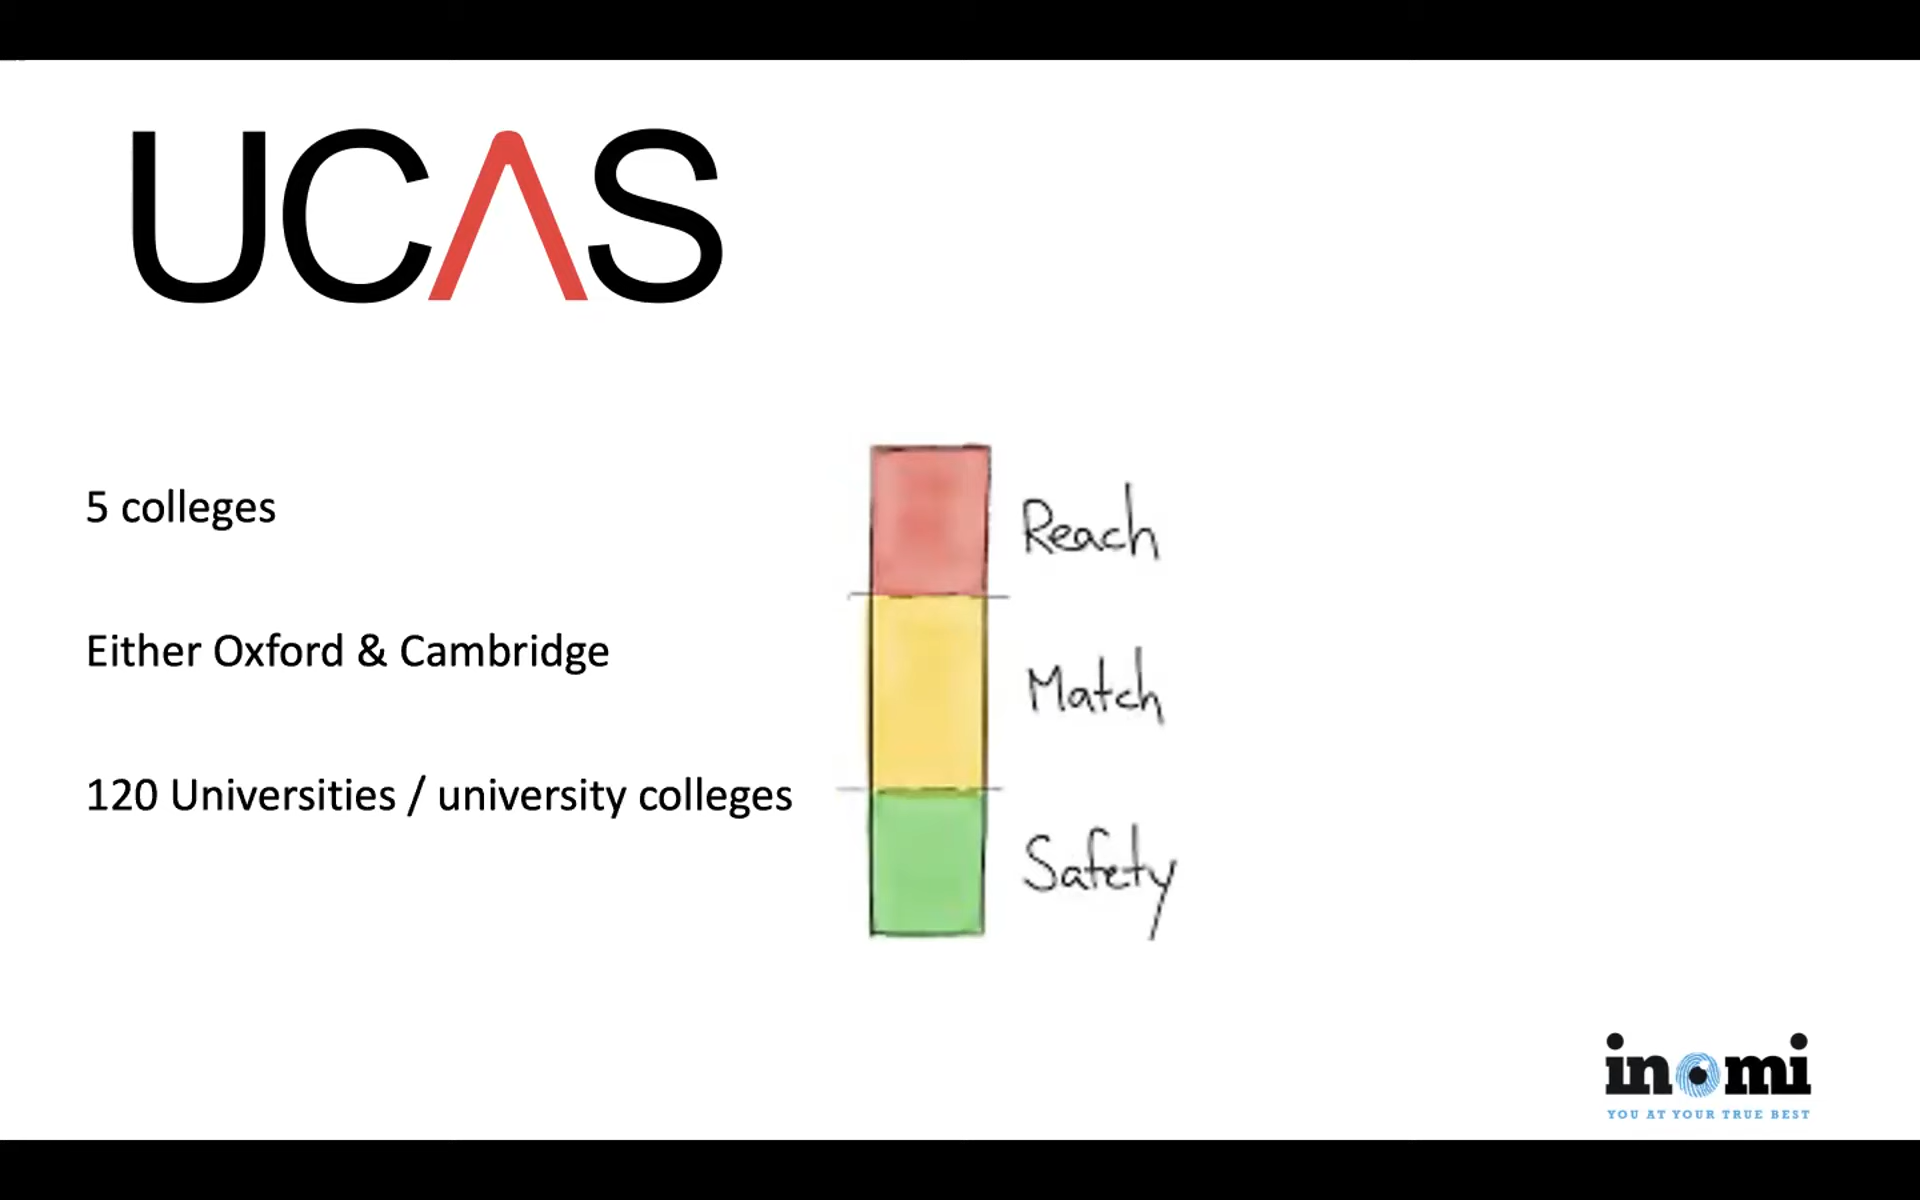 UCAS
5 colleges
Either Oxford & Cambridge
120 Universities / university colleges
Reach
Match
Safety
inomi
YOU AT YOUR TRUE BEST